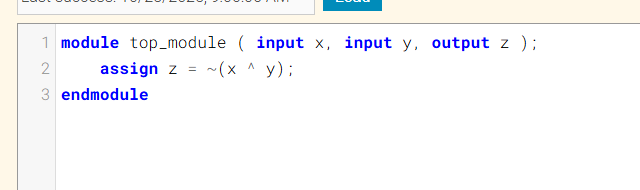 module top_module ( input x, input y, output z );
assign z = ~(x ^ y);
endmodule